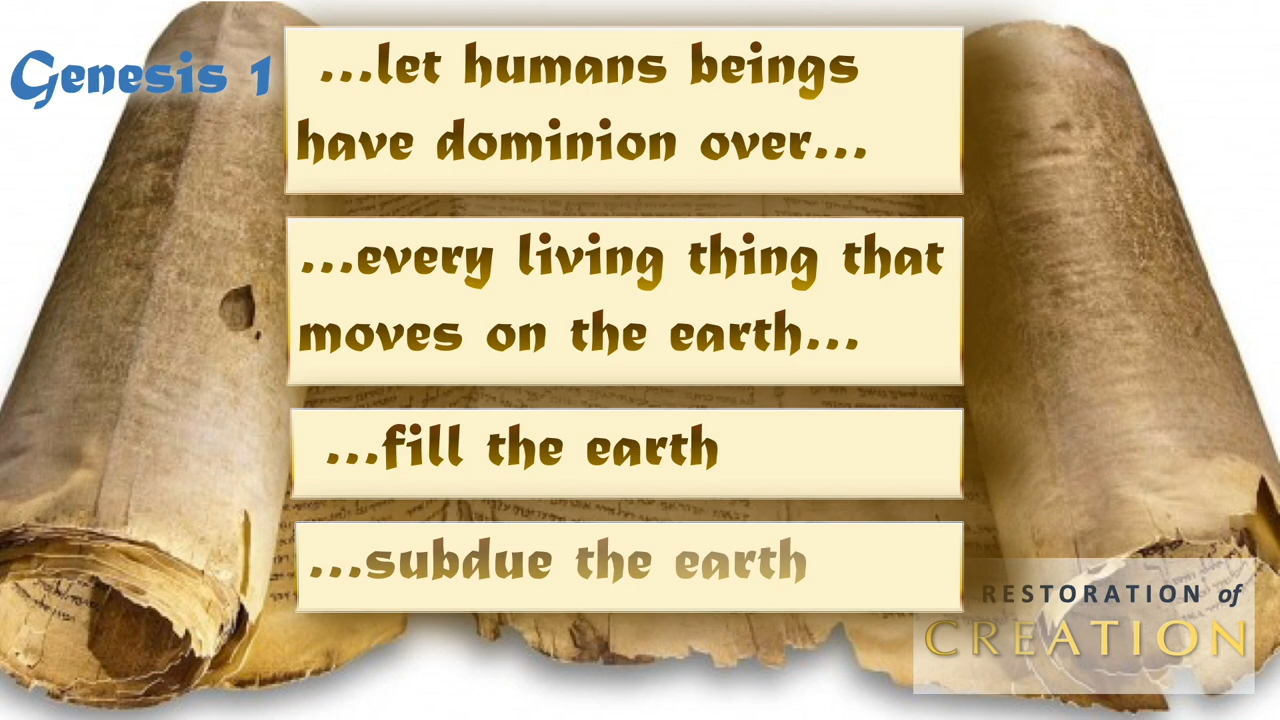 Genesis 1
...let humans beings
have dominion over...
...every living thing that
moves on the earth...
...fill the earth
...subdue the earth
RESTORATION of
CREATION